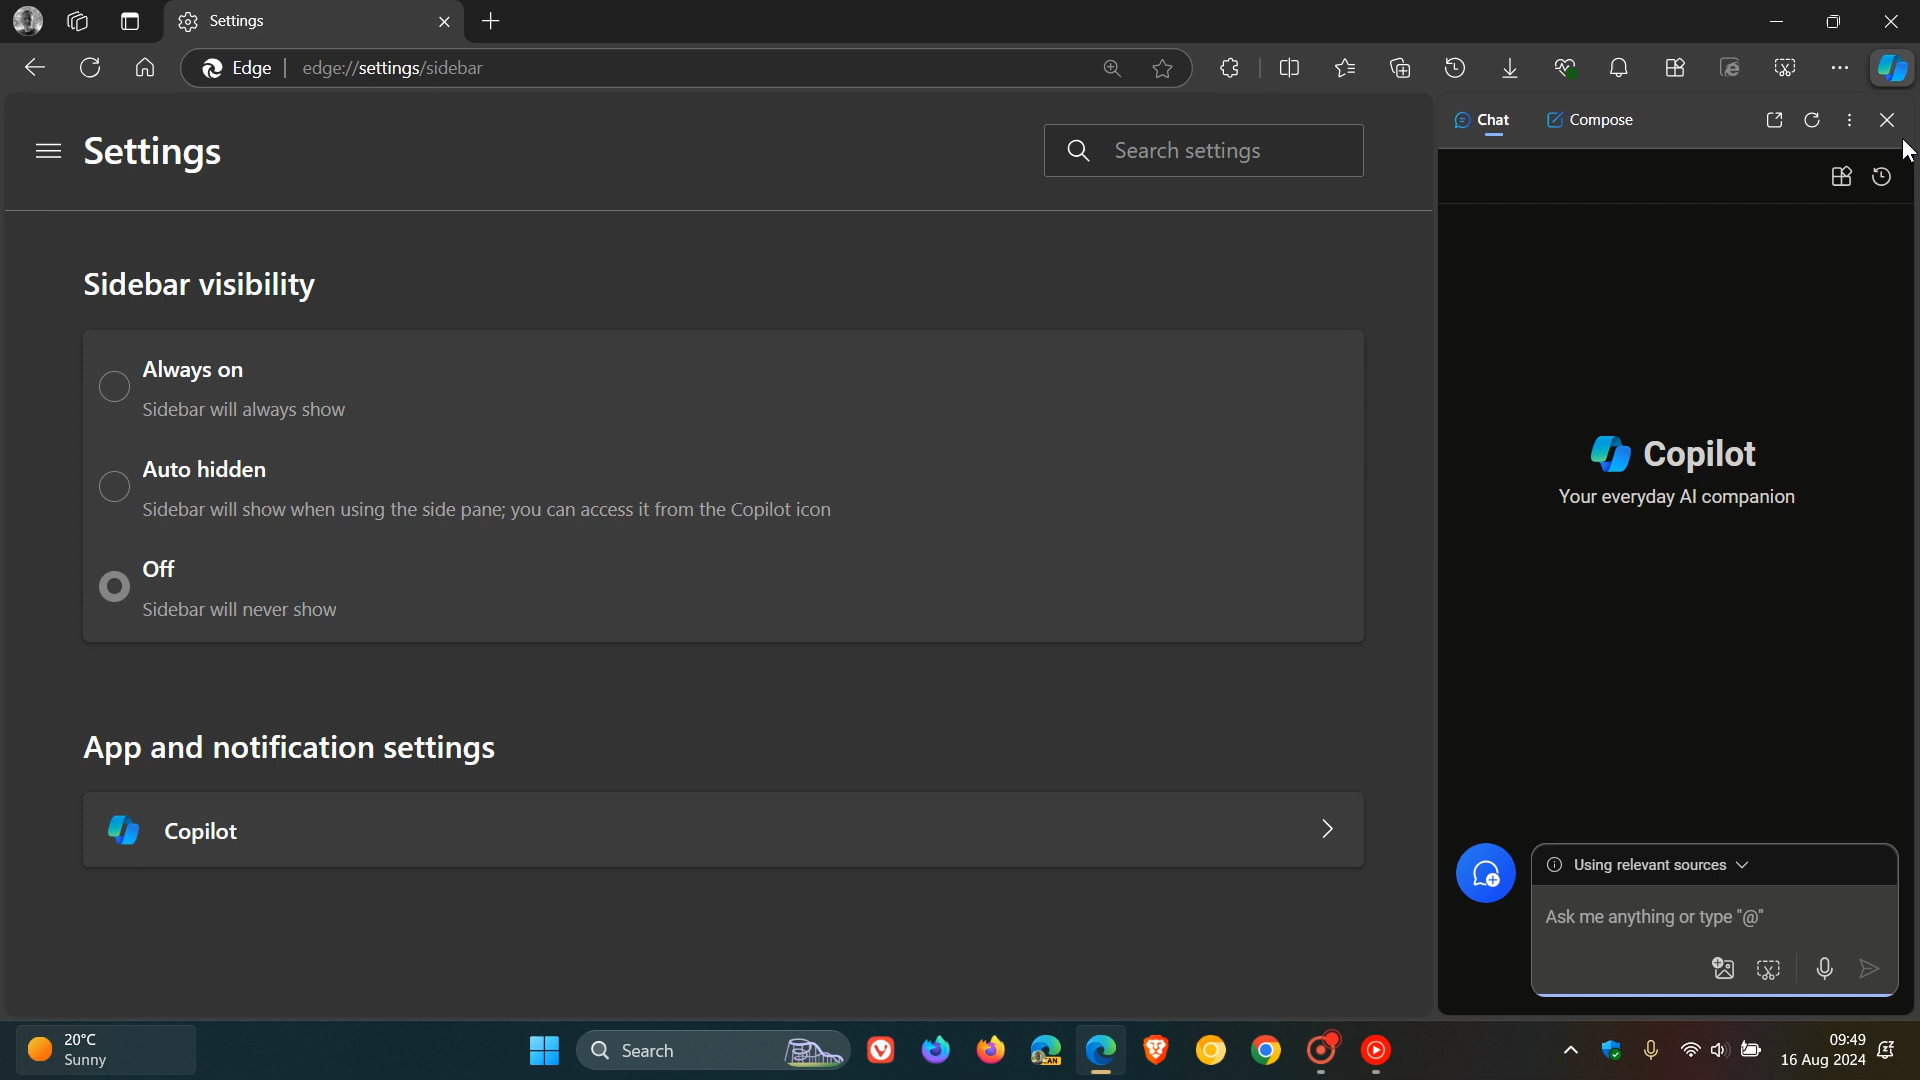 Settings
Edge
edge://settings/sidebar
Settings
Search settings
Sidebar visibility
Always on
Sidebar will always show
Auto hidden
Sidebar will show when using the side pane; you can access it from the Copilot icon
Off
Sidebar will never show
App and notification settings
Copilot
Chat
Compose
Copilot
Your everyday AI companion
Using relevant sources
Ask me anything or type "@"
20°C
Sunny
Search
CAN
09:49
16 Aug 2024